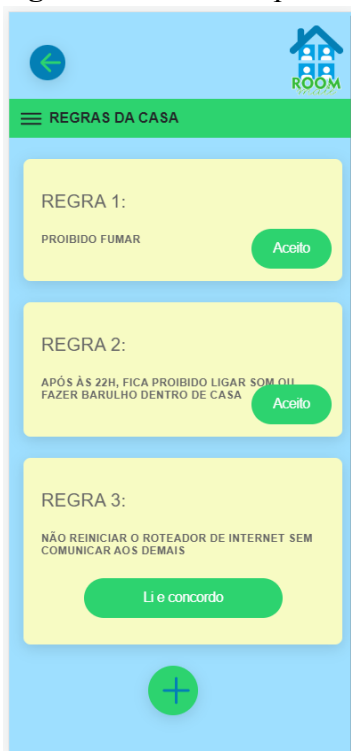 ROOM
REGRAS DA CASA
REGRA 1:
PROIBIDO FUMAR
Aceito
REGRA 2:
APÓS ÀS 22H, FICA PROIBIDO LIGAR SOM OU
FAZER BARULHO DENTRO DE CASA
Aceito
REGRA 3:
NÃO REINICIAR O ROTEADOR DE INTERNET SEM
COMUNICAR AOS DEMAIS
Li e concordo